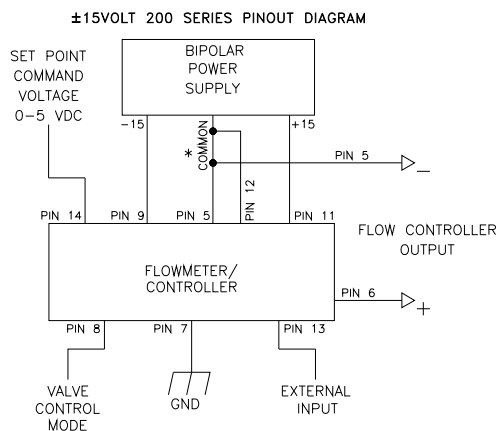 ±15VOLT 200 SERIES PINOUT DIAGRAM
SET POINT
COMMAND
VOLTAGE
0-5 VDC
BIPOLAR
POWER
SUPPLY
-15
* COMMON
+15
PIN 12
PIN 5
-
PIN 14
PIN 9
PIN 5
PIN 11
FLOW CONTROLLER
OUTPUT
FLOWMETER/
CONTROLLER
PIN 6
+
PIN 8
PIN 7
PIN 13
VALVE
CONTROL
MODE
GND
EXTERNAL
INPUT